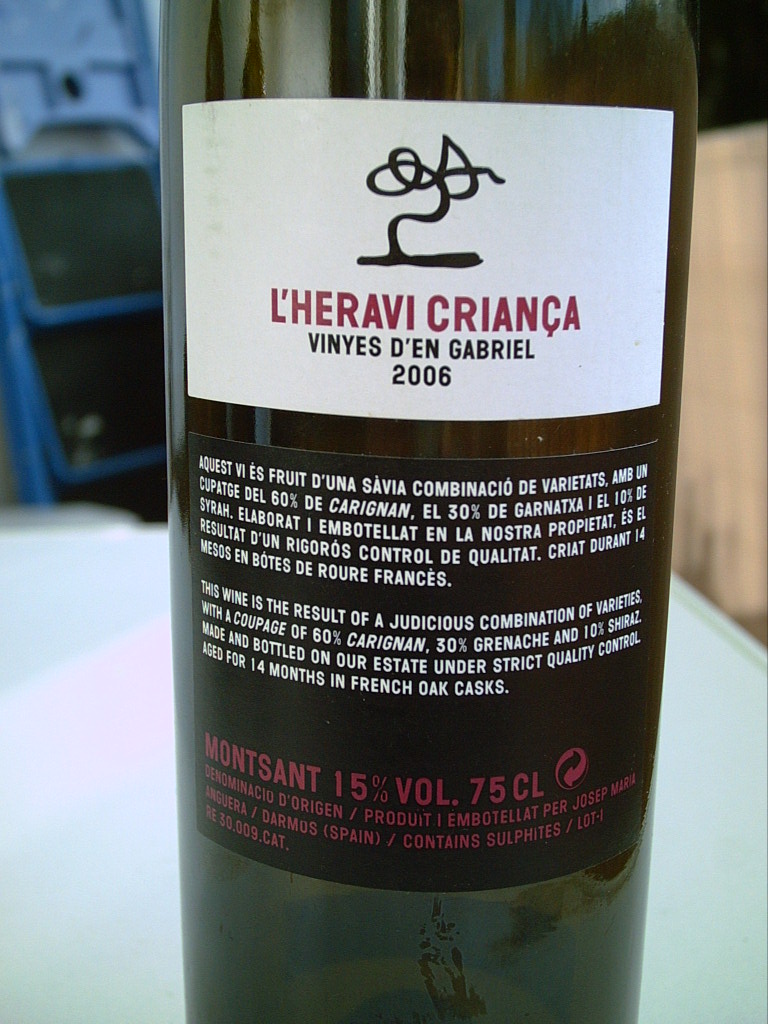 L'HERAVI CRIANÇA
VINYES D'EN GABRIEL
2006
AQUEST VI ÉS FRUIT D'UNA SÀVIA COMBINACIÓ DE VARIETATS, AMB UN
CUPATGE DEL 60% DE CARIGNAN, EL 30% DE GARNATXA I EL 10% DE
SYRAH. ELABORAT I EMBOTELLAT EN LA NOSTRA PROPIETAT, ÉS EL
RESULTAT D'UN RIGORÓS CONTROL DE QUALITAT. CRIAT DURANT 14
MESOS EN BÓTES DE ROURE FRANCÈS.
THIS WINE IS THE RESULT OF A JUDICIOUS COMBINATION OF VARIETIES,
WITH A COUPAGE OF 60% CARIGNAN, 30% GRENACHE AND 10% SHIRAZ.
MADE AND BOTTLED ON OUR ESTATE UNDER STRICT QUALITY CONTROL.
AGED FOR 14 MONTHS IN FRENCH OAK CASKS.
MONTSANT 15% VOL. 75 CL
DENOMINACIÓ D'ORIGEN / PRODUÏT I EMBOTELLAT PER JOSEP MARIA
ANGUERA / DARMÓS (SPAIN) / CONTAINS SULPHITES / LOT-1
RE 30.009.CAT.